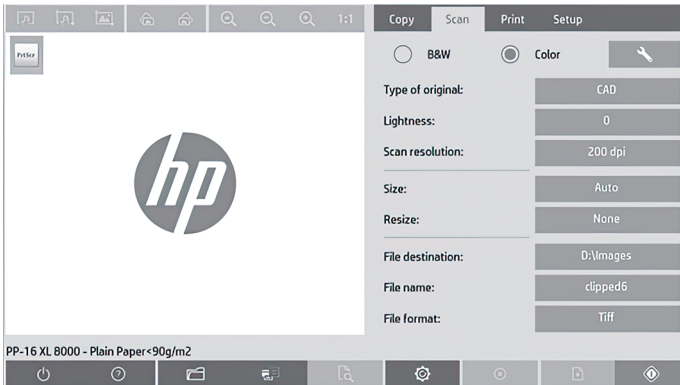 1:1
Copy Scan Print Setup
PrtScr
B&W Color
Type of original: CAD
Lightness: 0
Scan resolution: 200 dpi
hp
Size: Auto
Resize: None
File destination: D:\Images
File name: clipped6
File format: Tiff
PP-16 XL 8000 - Plain Paper<90g/m2